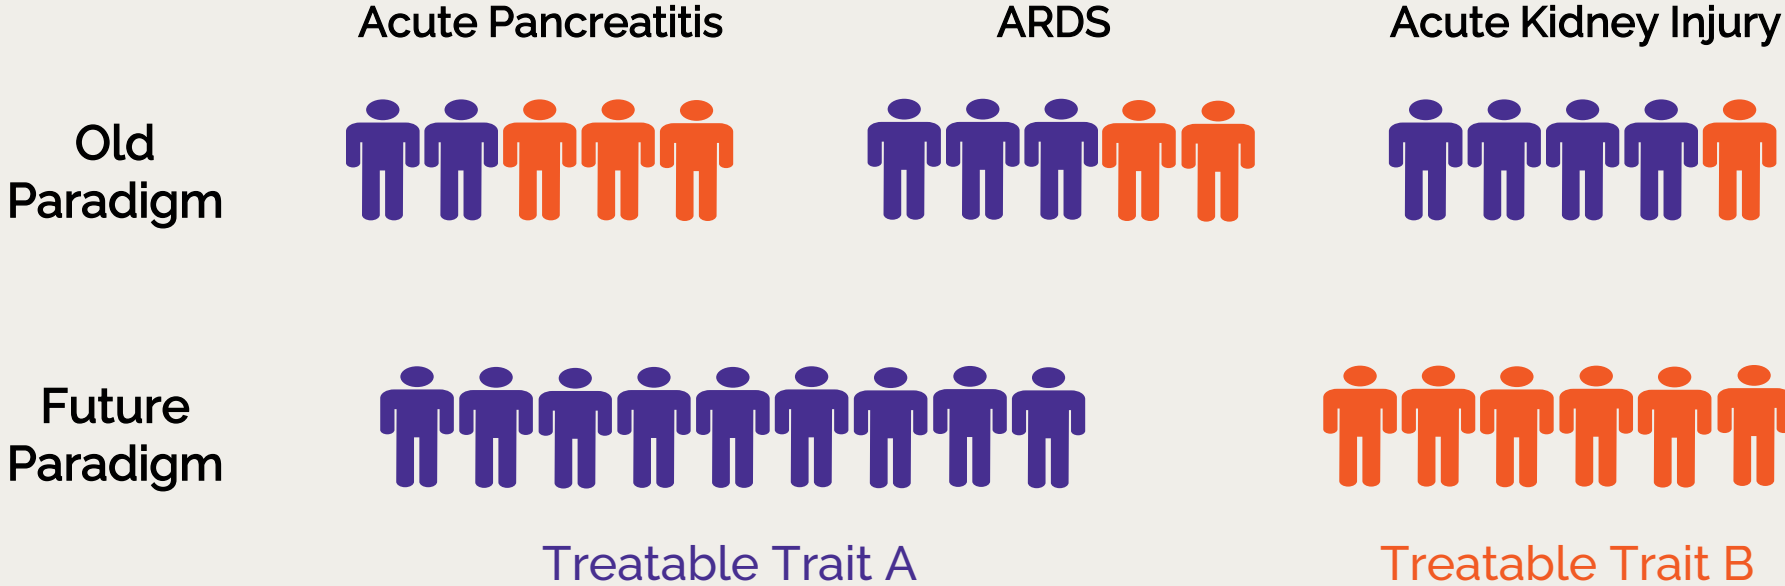 Acute Pancreatitis
ARDS
Acute Kidney Injury
Old
Paradigm
Future
Paradigm
Treatable Trait A
Treatable Trait B